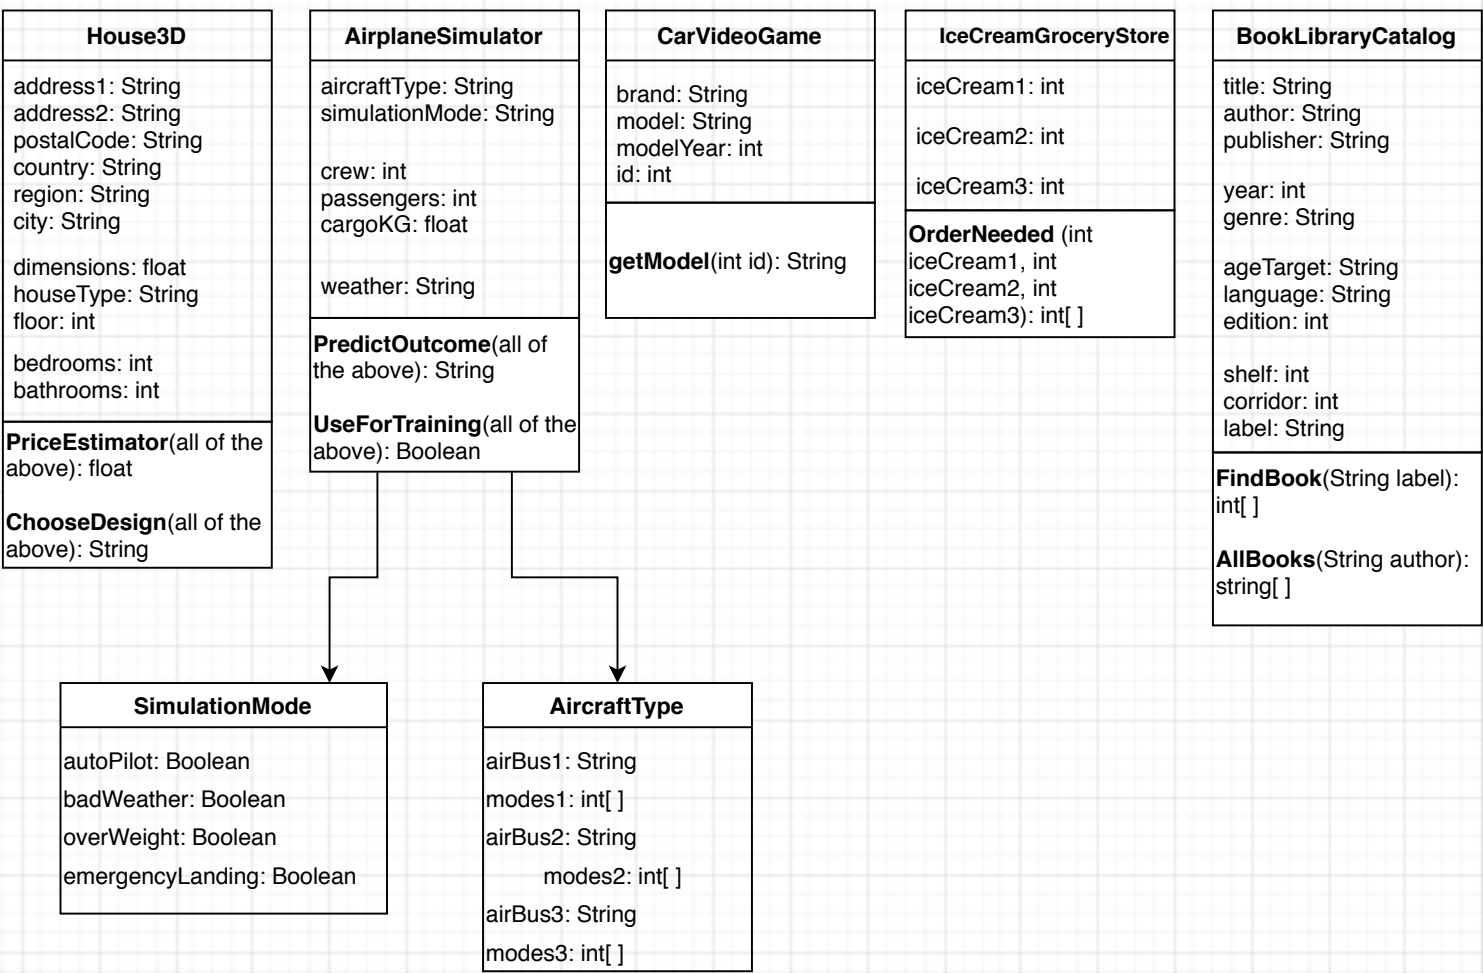 House3D
address1: String
address2: String
postalCode: String
country: String
region: String
city: String
dimensions: float
houseType: String
floor: int
bedrooms: int
bathrooms: int
PriceEstimator(all of the
above): float
ChooseDesign(all of the
above): String
AirplaneSimulator
aircraftType: String
simulationMode: String
crew: int
passengers: int
cargoKG: float
weather: String
PredictOutcome(all of
the above): String
UseForTraining(all of the
above): Boolean
CarVideoGame
brand: String
model: String
modelYear: int
id: int
getModel(int id): String
IceCreamGroceryStore
iceCream1: int
iceCream2: int
iceCream3: int
OrderNeeded (int
iceCream1, int
iceCream2, int
iceCream3): int[ ]
BookLibraryCatalog
title: String
author: String
publisher: String
year: int
genre: String
ageTarget: String
language: String
edition: int
shelf: int
corridor: int
label: String
FindBook(String label):
int[ ]
AllBooks(String author):
string[ ]
SimulationMode
autoPilot: Boolean
badWeather: Boolean
overWeight: Boolean
emergencyLanding: Boolean
AircraftType
airBus1: String
modes1: int[ ]
airBus2: String
modes2: int[ ]
airBus3: String
modes3: int[ ]